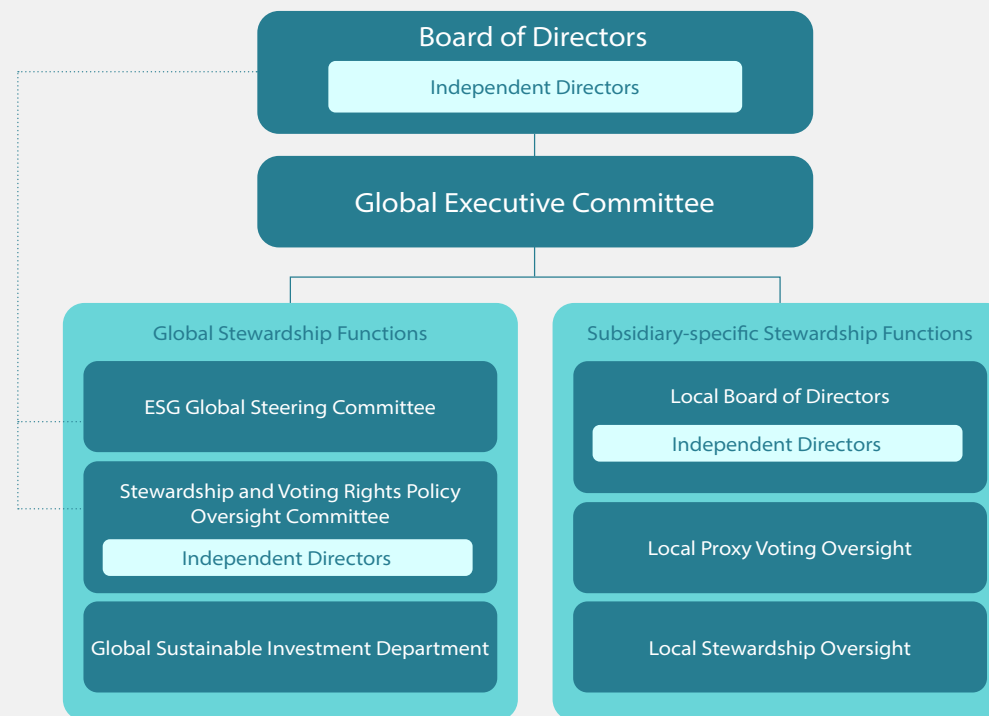 Board of Directors
Independent Directors
Global Executive Committee
Global Stewardship Functions
ESG Global Steering Committee
Stewardship and Voting Rights Policy
Oversight Committee
Independent Directors
Global Sustainable Investment Department
Subsidiary-specific Stewardship Functions
Local Board of Directors
Independent Directors
Local Proxy Voting Oversight
Local Stewardship Oversight